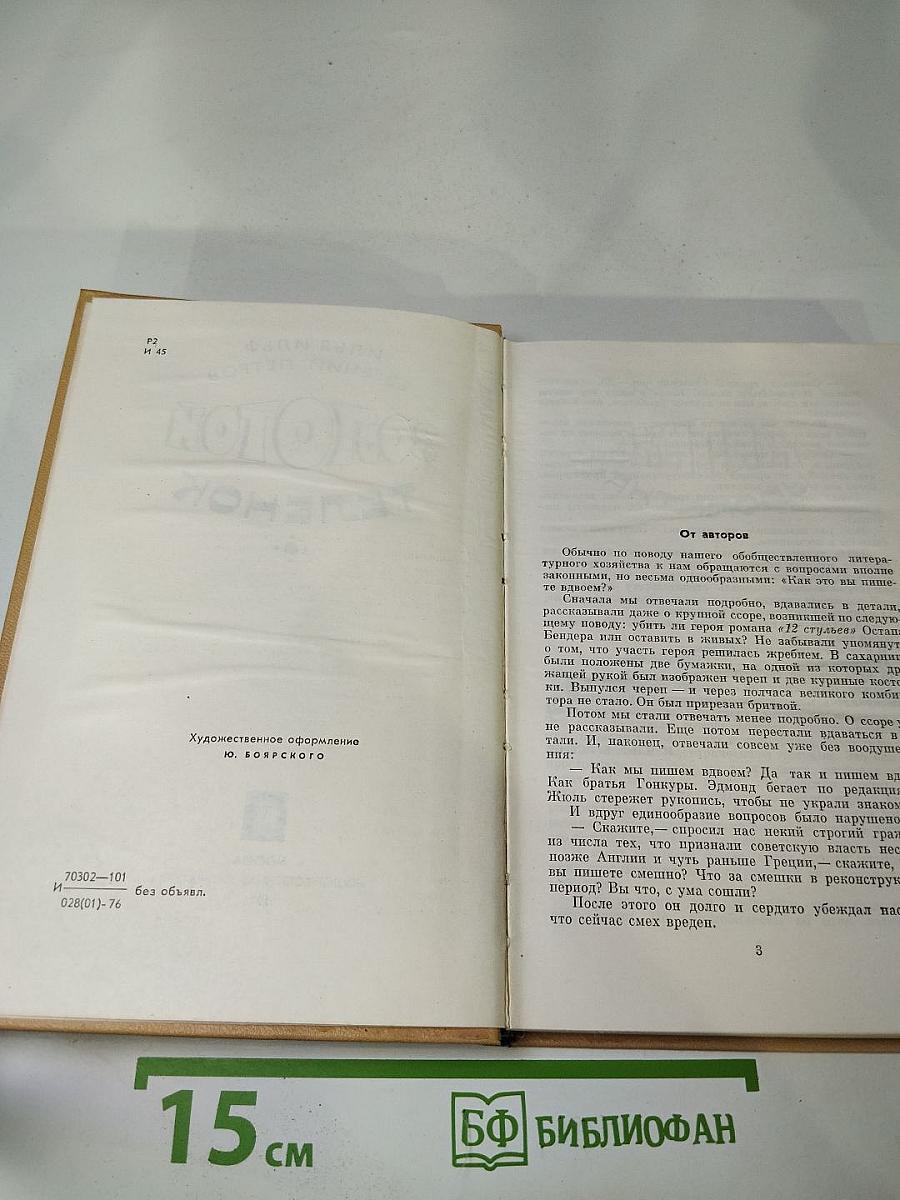 Р2
И 45
Художественное оформление
Ю. БОЯРСКОГО
70302—101
И без объявл.
028(01)-76
От авторов
Обычно по поводу нашего обобществленного литера-
турного хозяйства к нам обращаются с вопросами вполне
законными, но весьма однообразными: «Как это вы пише-
те вдвоем?»
Сначала мы отвечали подробно, вдавались в детали,
рассказывали даже о крупной ссоре, возникшей по следую-
щему поводу: убить ли героя романа «12 стульев» Остапа
Бендера или оставить в живых? Не забывали упомянуть
о том, что участь героя решилась жребием. В сахарниц
были положены две бумажки, на одной из которых др
жащей рукой был изображен череп и две куриные косто
ки. Вынулся череп — и через полчаса великого комби
тора не стало. Он был прирезан бритвой.
Потом мы стали отвечать менее подробно. О ссоре у
не рассказывали. Еще потом перестали вдаваться в
тали. И, наконец, отвечали совсем уже без воодуше
ния:
— Как мы пишем вдвоем? Да так и пишем вд
Как братья Гонкуры. Эдмонд бегает по редакция
Жюль стережет рукопись, чтобы не украли знаком
И вдруг единообразие вопросов было нарушено
— Скажите,— спросил нас некий строгий граж
из числа тех, что признали советскую власть нес
позже Англии и чуть раньше Греции,— скажите,
вы пишете смешно? Что за смешки в реконструк
период? Вы что, с ума сошли?
После этого он долго и сердито убеждал нас
что сейчас смех вреден.
3
15 см
БФ БИБЛИОФАН